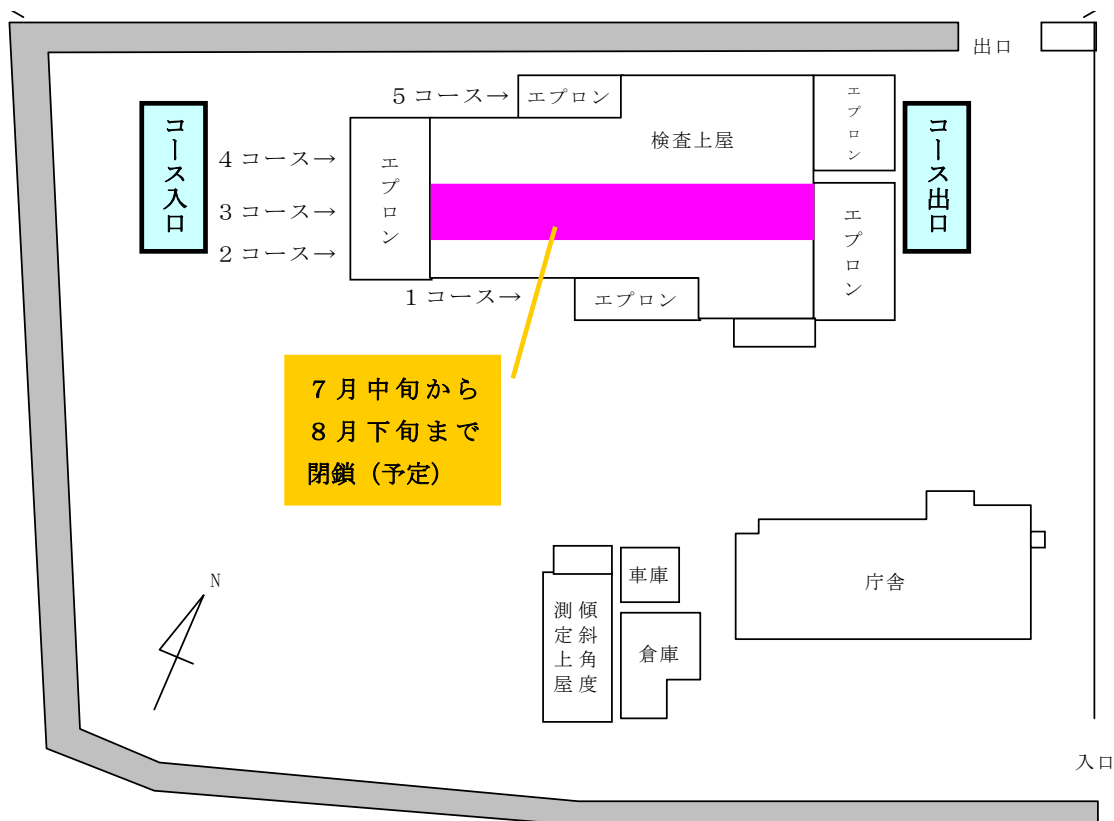 出口
５コース→
エプロン
エプロン
検査上屋
コース入口
コース出口
４コース→
エプロン
３コース→
エプロン
２コース→
１コース→
エプロン
７月中旬から
８月下旬まで
閉鎖（予定）
N
車庫
庁舎
傾斜角度
測定上屋
倉庫
入口